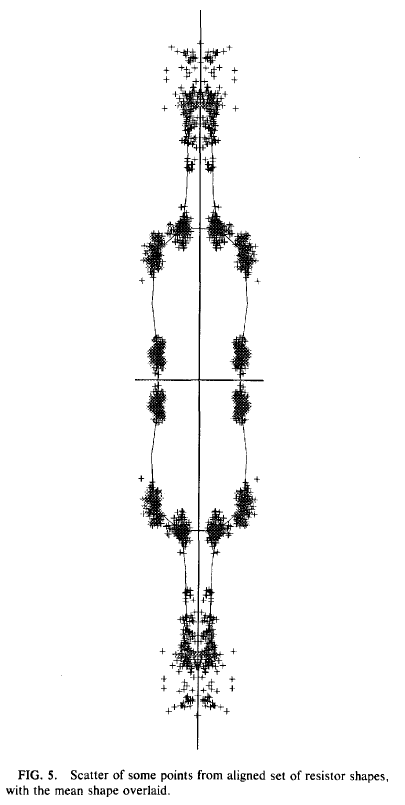 FIG. 5. Scatter of some points from aligned set of resistor shapes,
with the mean shape overlaid.